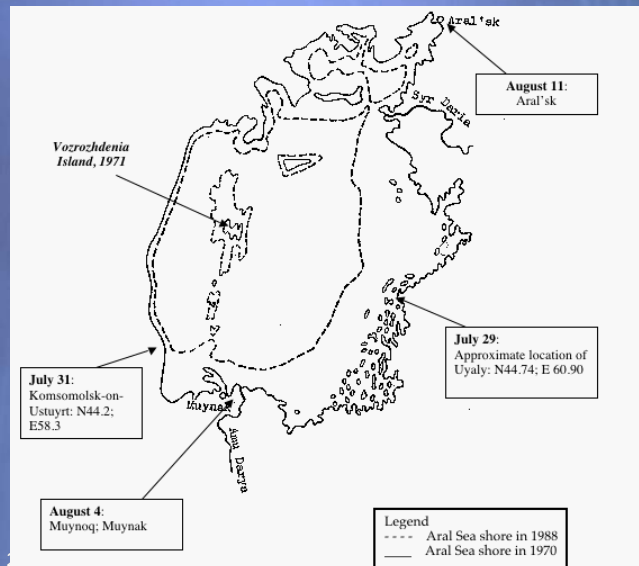 Aral'sk
August 11:
Aral'sk
Syr Daria
Vozrozhdenia
Island, 1971
July 29:
Approximate location of
Uyaly: N44.74; E 60.90
July 31:
Komsomolsk-on-
Ustuyrt: N44.2;
E58.3
Muynak
Amu Darya
August 4:
Muynoq; Muynak
Legend
---- Aral Sea shore in 1988
___ Aral Sea shore in 1970